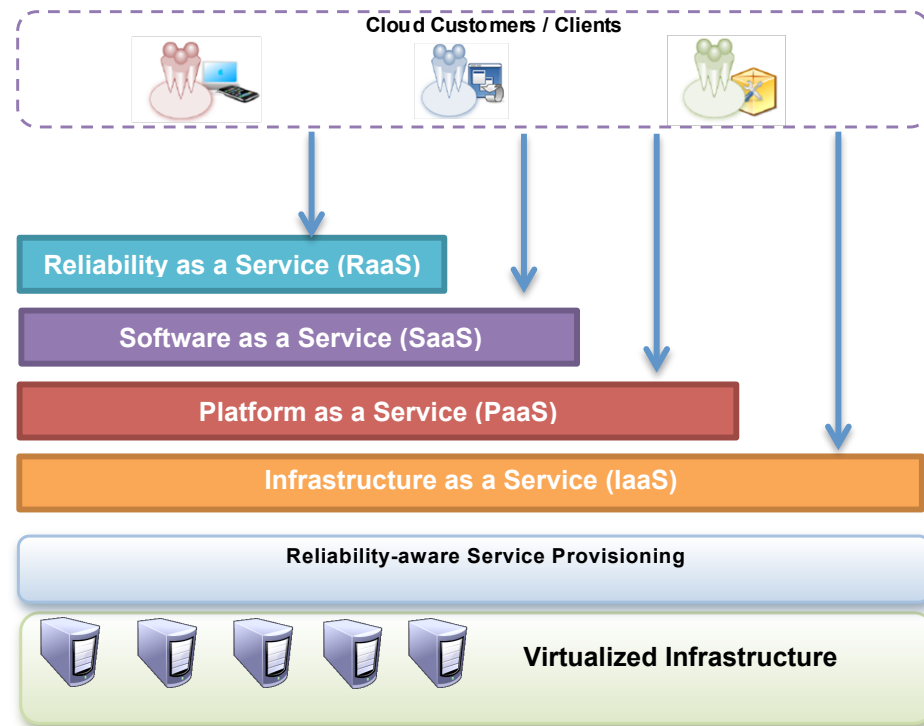 Cloud Customers / Clients
Reliability as a Service (RaaS)
Software as a Service (SaaS)
Platform as a Service (PaaS)
Infrastructure as a Service (IaaS)
Reliability-aware Service Provisioning
Virtualized Infrastructure